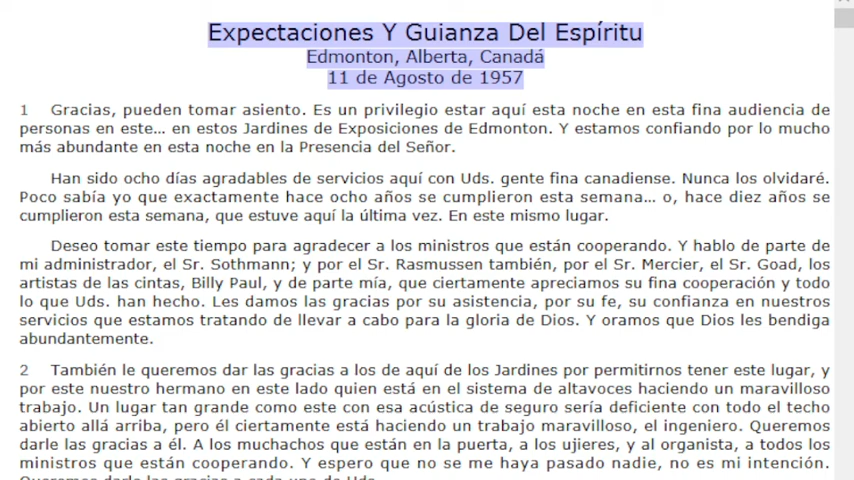 Expectaciones Y Guianza Del Espíritu
Edmonton, Alberta, Canadá
11 de Agosto de 1957
1 Gracias, pueden tomar asiento. Es un privilegio estar aquí esta noche en esta fina audiencia de
personas en este... en estos Jardines de Exposiciones de Edmonton. Y estamos confiando por lo mucho
más abundante en esta noche en la Presencia del Señor.
Han sido ocho días agradables de servicios aquí con Uds. gente fina canadiense. Nunca los olvidaré.
Poco sabía yo que exactamente hace ocho años se cumplieron esta semana... o, hace diez años se
cumplieron esta semana, que estuve aquí la última vez. En este mismo lugar.
Deseo tomar este tiempo para agradecer a los ministros que están cooperando. Y hablo de parte de
mi administrador, el Sr. Sothmann; y por el Sr. Rasmussen también, por el Sr. Mercier, el Sr. Goad, los
artistas de las cintas, Billy Paul, y de parte mía, que ciertamente apreciamos su fina cooperación y todo
lo que Uds. han hecho. Les damos las gracias por su asistencia, por su fe, su confianza en nuestros
servicios que estamos tratando de llevar a cabo para la gloria de Dios. Y oramos que Dios les bendiga
abundantemente.
2 También le queremos dar las gracias a los de aquí de los Jardines por permitirnos tener este lugar, y
por este nuestro hermano en este lado quien está en el sistema de altavoces haciendo un maravilloso
trabajo. Un lugar tan grande como este con esa acústica de seguro sería deficiente con todo el techo
abierto allá arriba, pero él ciertamente está haciendo un trabajo maravilloso, el ingeniero. Queremos
darle las gracias a él. A los muchachos que están en la puerta, a los ujieres, y al organista, a todos los
ministros que están cooperando. Y espero que no se me haya pasado nadie, no es mi intención.
Queremos darle las gracias a cada uno de Uds.